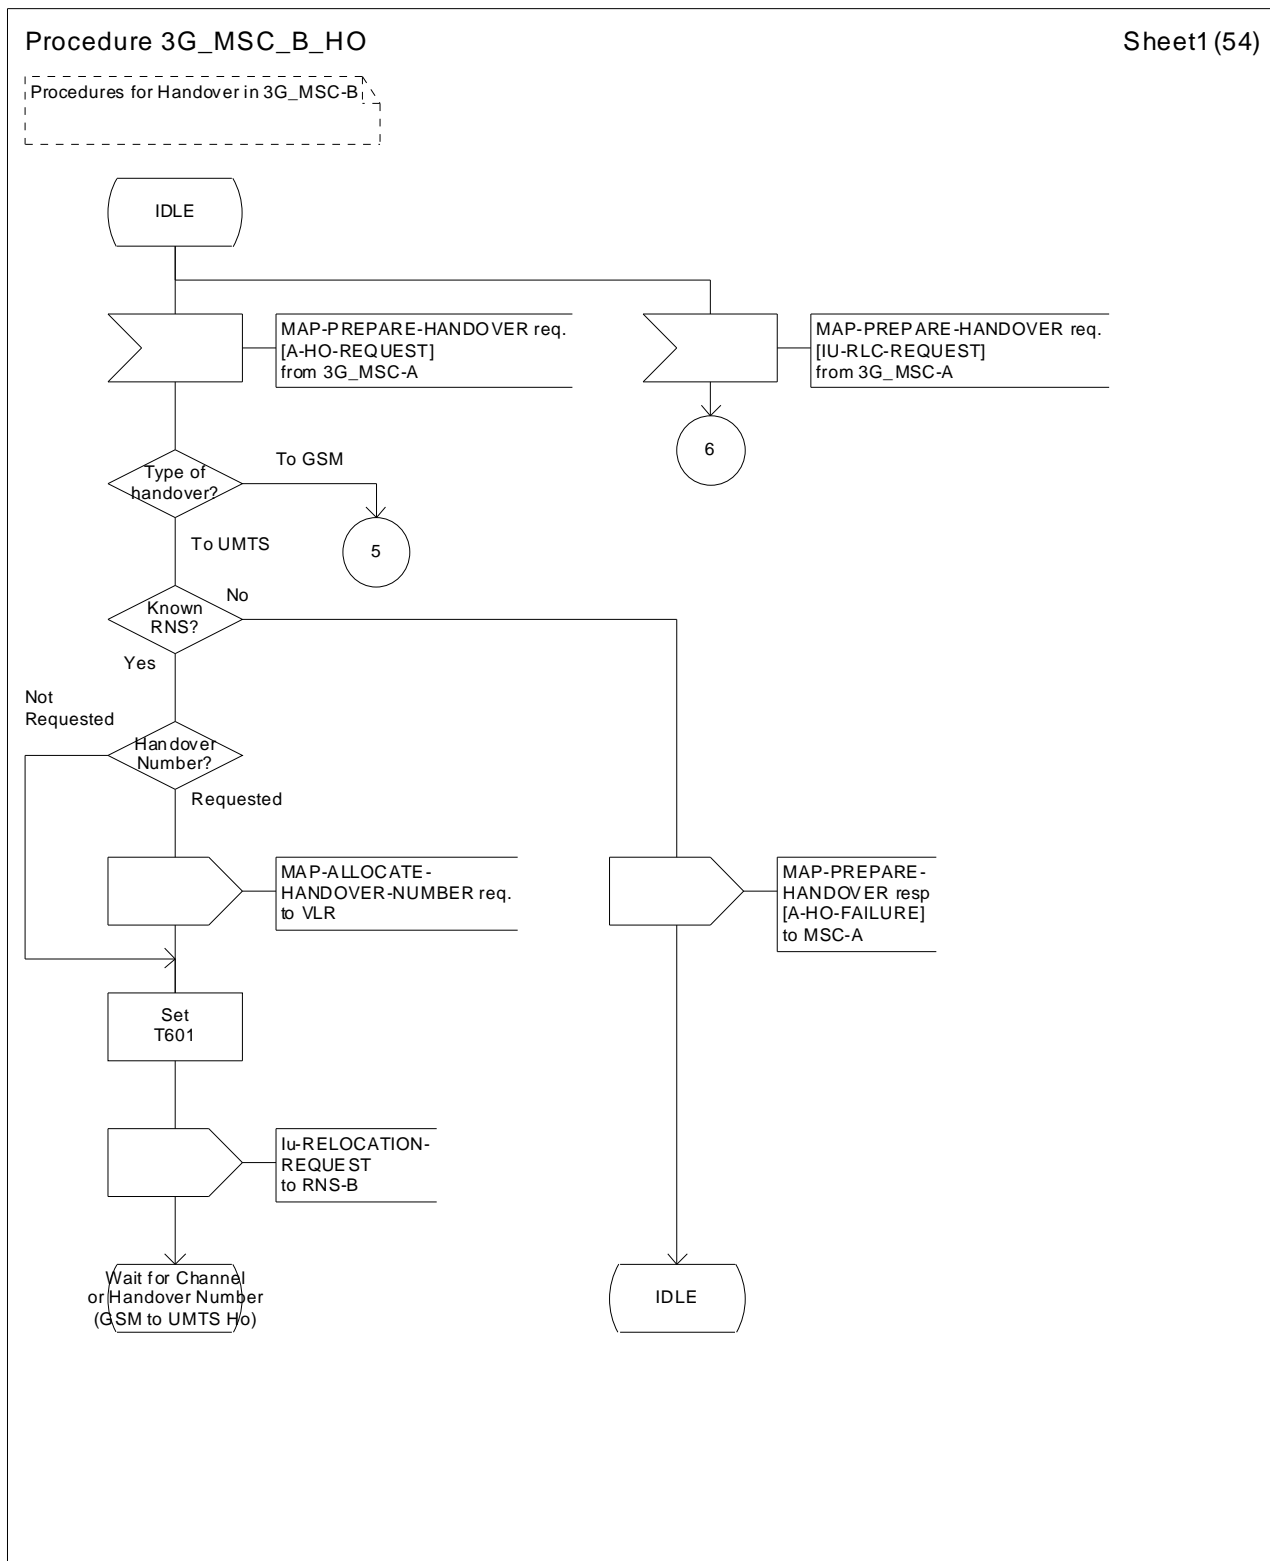 Procedure 3G_MSC_B_HO
Sheet1(54)
Procedures for Handover in 3G_MSC-B
IDLE
MAP-PREPARE-HANDOVER req.
[A-HO-REQUEST]
from 3G_MSC-A
MAP-PREPARE-HANDOVER req.
[IU-RLC-REQUEST]
from 3G_MSC-A
6
Type of
handover?
To GSM
To UMTS
5
Known
RNS?
No
Yes
Not
Requested
Handover
Number?
Requested
MAP-ALLOCATE-
HANDOVER-NUMBER req.
to VLR
MAP-PREPARE-
HANDOVER resp
[A-HO-FAILURE]
to MSC-A
Set
T601
Iu-RELOCATION-
REQUEST
to RNS-B
Wait for Channel
or Handover Number
(GSM to UMTS Ho)
IDLE